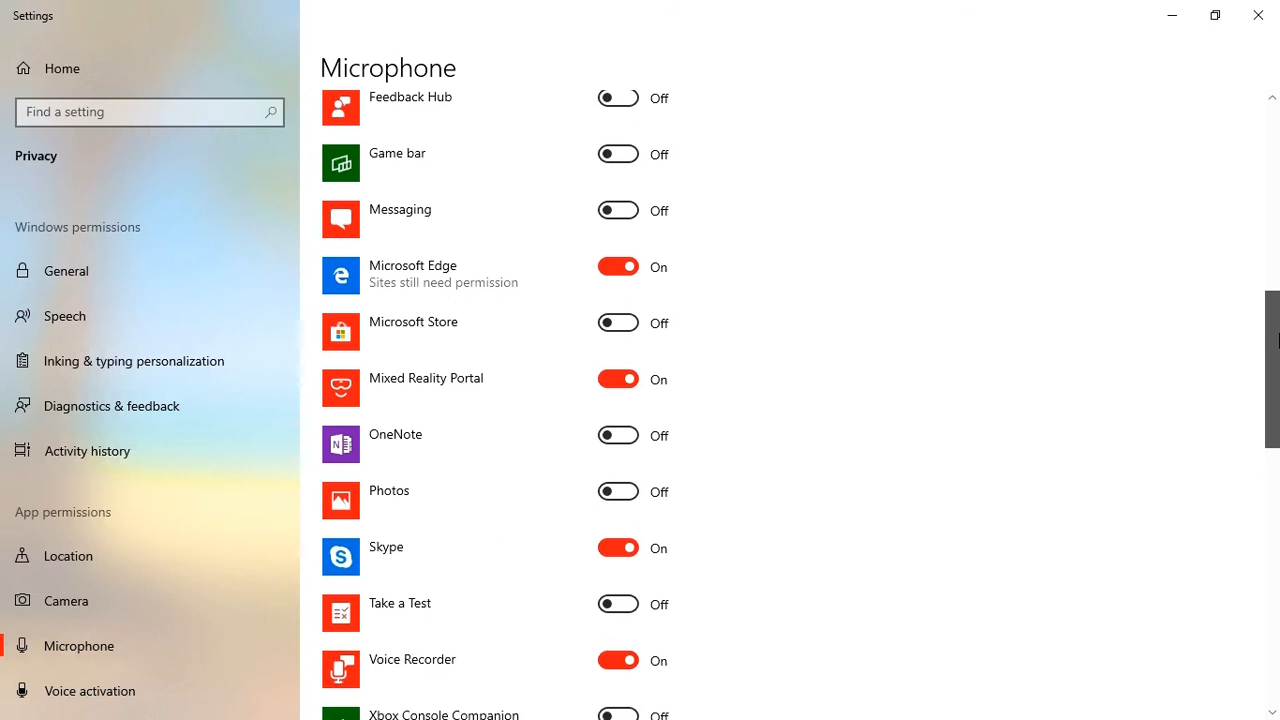 Settings
Home
Find a setting
Privacy
Windows permissions
General
Speech
Inking & typing personalization
Diagnostics & feedback
Activity history
App permissions
Location
Camera
Microphone
Voice activation
Microphone
Feedback Hub Off
Game bar Off
Messaging Off
Microsoft Edge On
Sites still need permission
Microsoft Store Off
Mixed Reality Portal On
OneNote Off
Photos Off
Skype On
Take a Test Off
Voice Recorder On
Xbox Console Companion Off